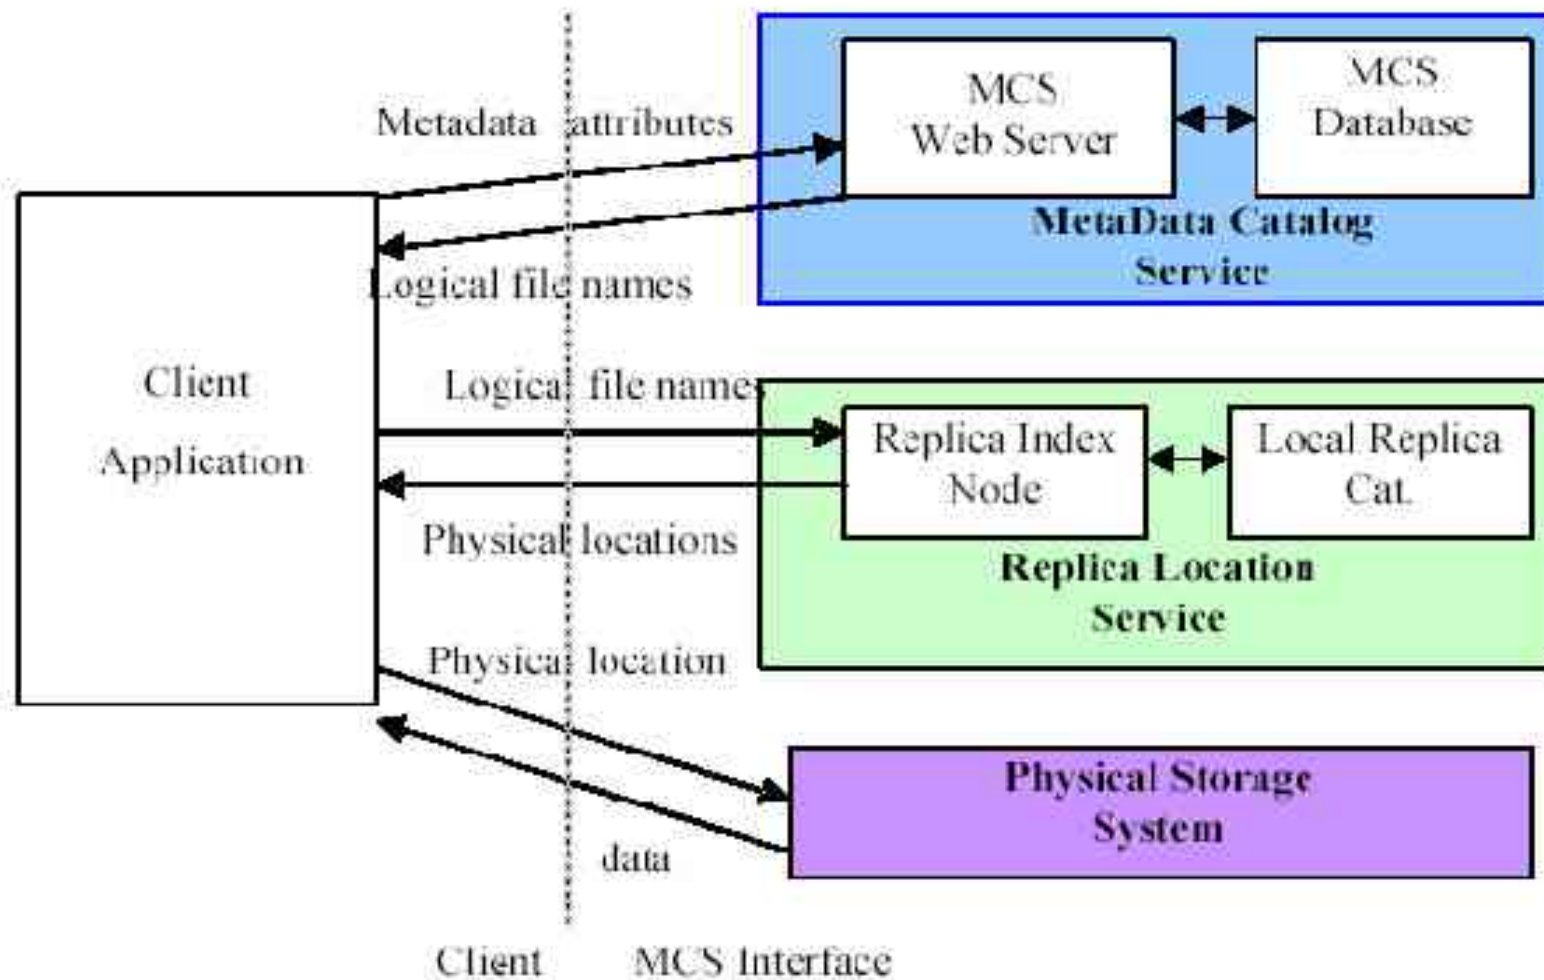 Metadata attributes
MCS
Web Server
MCS
Database
MetaData Catalog
Service
Logical file names
Client
Application
Logical file names
Replica Index
Node
Local Replica
Cat.
Physical locations
Replica Location
Service
Physical location
Physical Storage
System
data
Client
MCS Interface